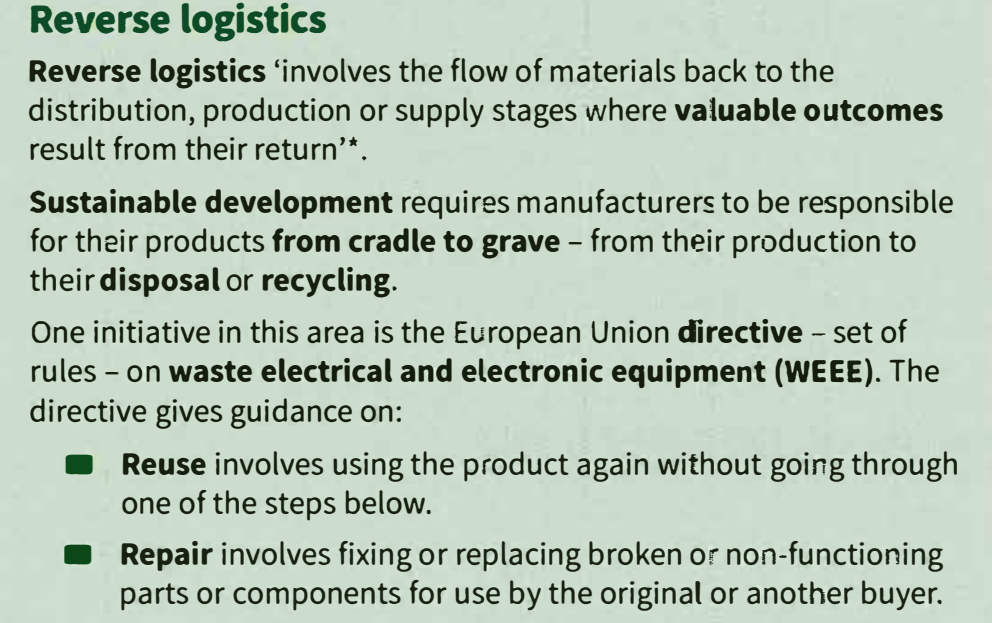 Reverse logistics
Reverse logistics ‘involves the flow of materials back to the
distribution, production or supply stages where valuable outcomes
result from their return’*.
Sustainable development requires manufacturers to be responsible
for their products from cradle to grave – from their production to
their disposal or recycling.
One initiative in this area is the European Union directive – set of
rules – on waste electrical and electronic equipment (WEEE). The
directive gives guidance on:
Reuse involves using the product again without going through
one of the steps below.
Repair involves fixing or replacing broken or non-functioning
parts or components for use by the original or another buyer.